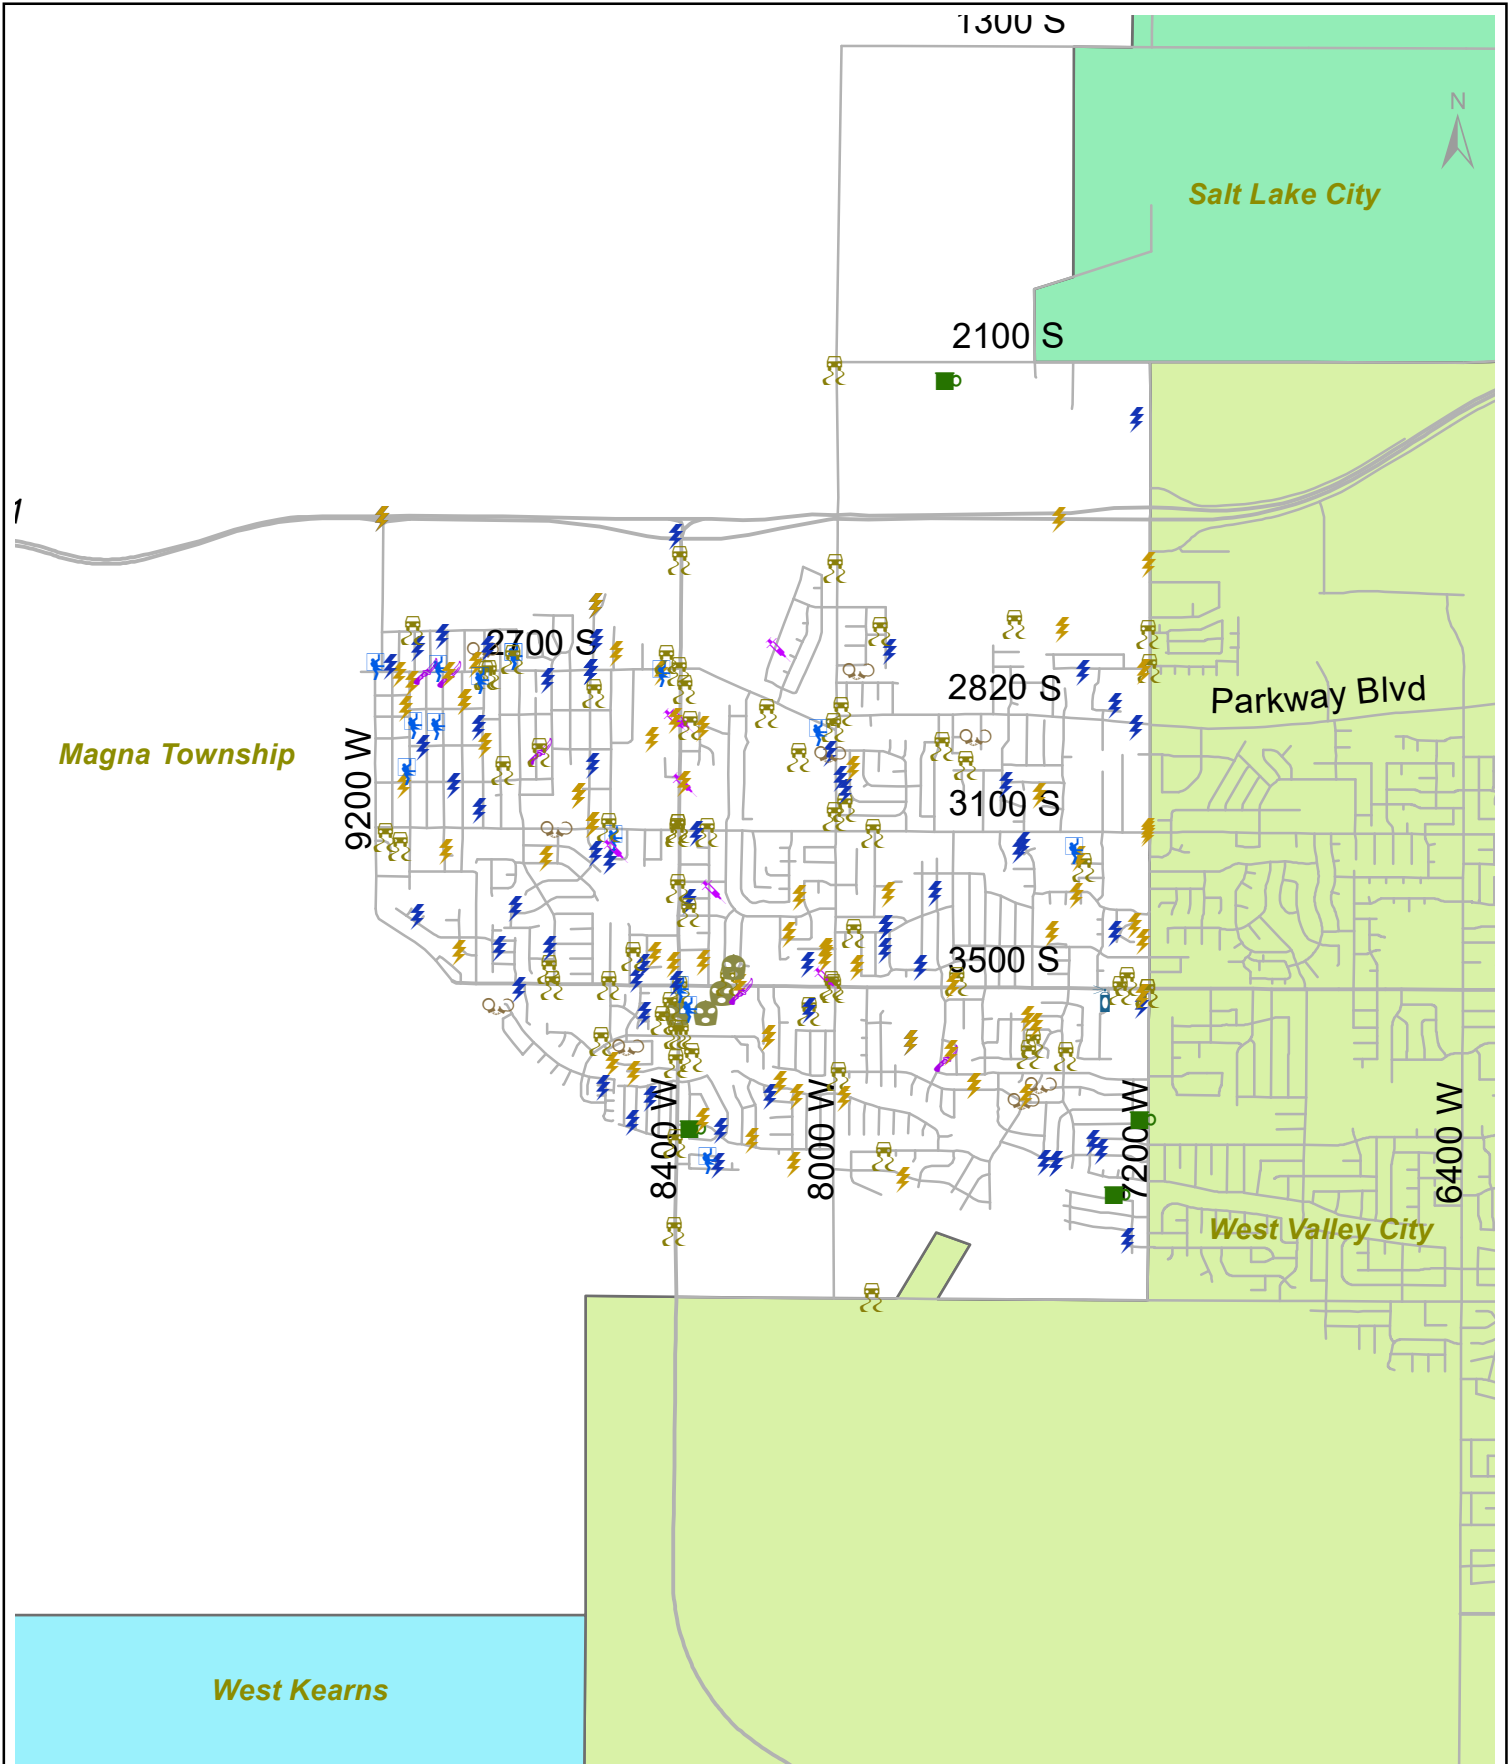 1300 S
N
Salt Lake City
2100 S
1
2700 S
2820 S
Parkway Blvd
Magna Township
9200 W
3100 S
3500 S
8400 W
8000 W
7200 W
6400 W
West Valley City
West Kearns